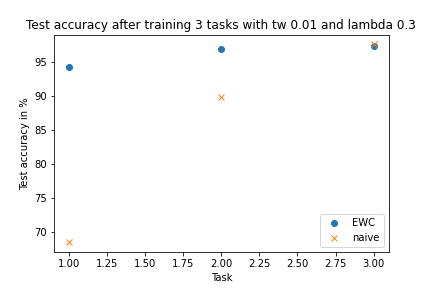 Test accuracy after training 3 tasks with tw 0.01 and lambda 0.3
Test accuracy in %
95
90
85
80
75
70
1.00 1.25 1.50 1.75 2.00 2.25 2.50 2.75 3.00
Task
EWC
naive